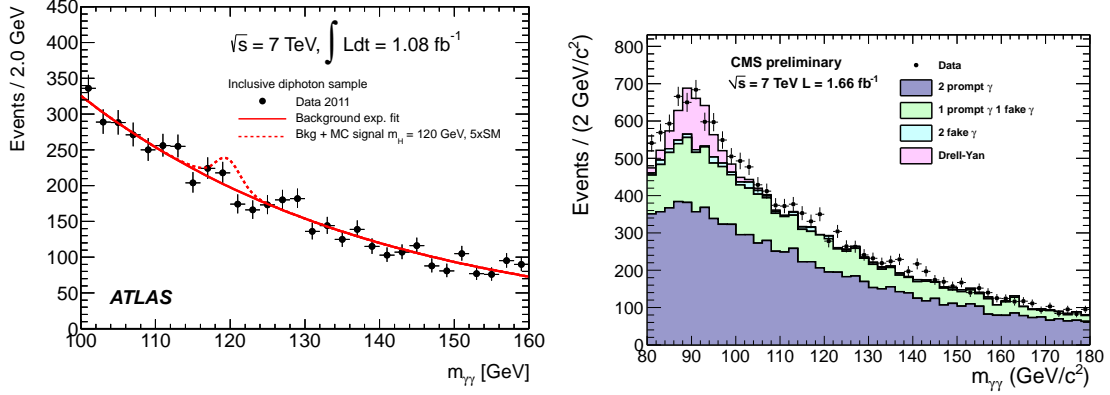 450
400
350
300
250
200
150
100
50
0
Events / 2.0 GeV
√s = 7 TeV, ∫ Ldt = 1.08 fb⁻¹
Inclusive diphoton sample
Data 2011
Background exp. fit
Bkg + MC signal m_H = 120 GeV, 5xSM
ATLAS
100 110 120 130 140 150 160
m_γγ [GeV]
800
700
600
500
400
300
200
100
0
Events / (2 GeV/c²)
CMS preliminary
√s = 7 TeV L = 1.66 fb⁻¹
Data
2 prompt γ
1 prompt γ 1 fake γ
2 fake γ
Drell-Yan
80 90 100 110 120 130 140 150 160 170 180
m_γγ (GeV/c²)